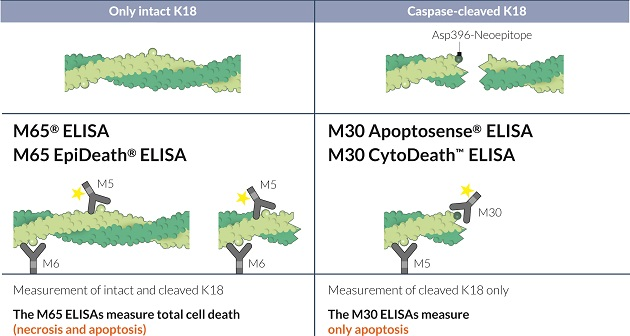 Only intact K18
Caspase-cleaved K18
Asp396-Neoepitope
M65® ELISA
M65 EpiDeath® ELISA
M30 Apoptosense® ELISA
M30 CytoDeath™ ELISA
M5
M6
M5
M6
M30
M5
Measurement of intact and cleaved K18
The M65 ELISAs measure total cell death
(necrosis and apoptosis)
Measurement of cleaved K18 only
The M30 ELISAs measure
only apoptosis